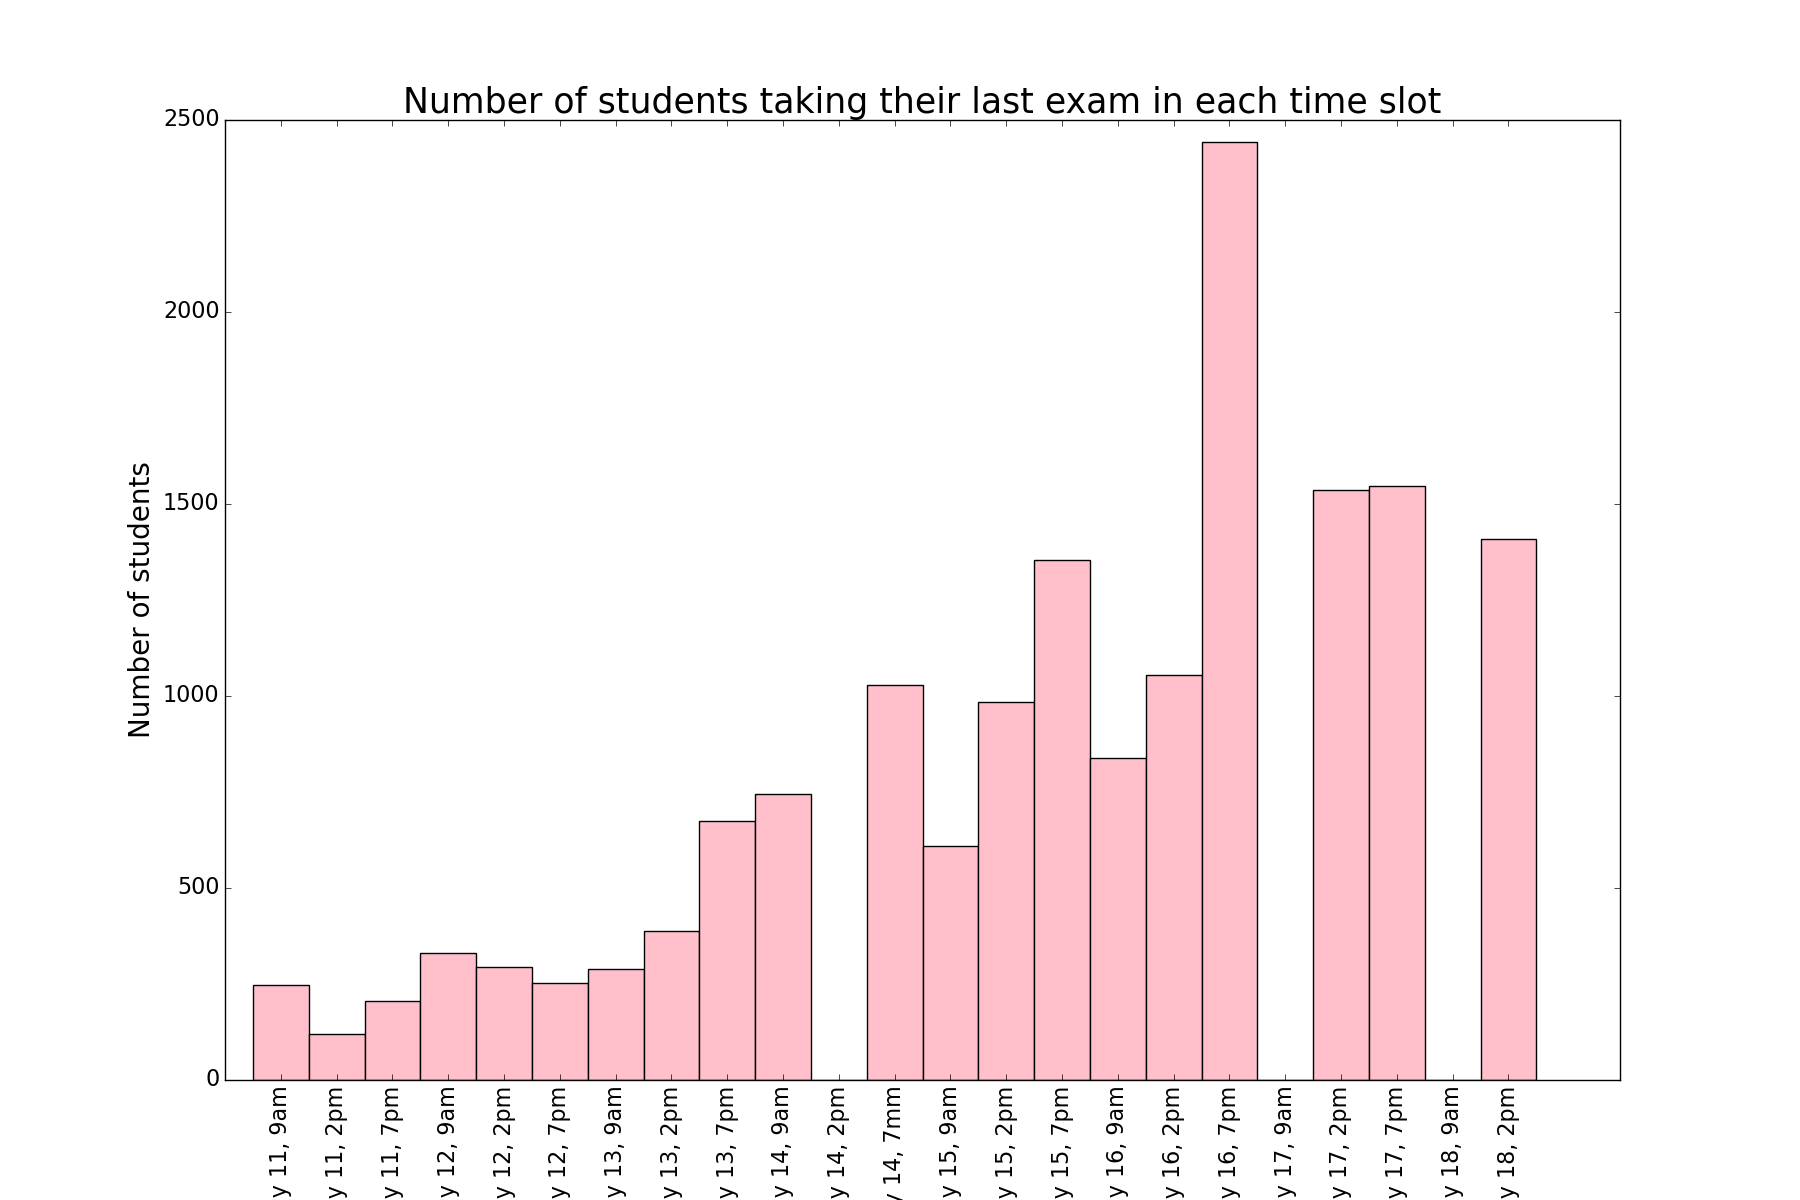 Number of students taking their last exam in each time slot
Number of students
2500
2000
1500
1000
500
0
y 11, 9am
y 11, 2pm
y 11, 7pm
y 12, 9am
y 12, 2pm
y 12, 7pm
y 13, 9am
y 13, 2pm
y 13, 7pm
y 14, 9am
y 14, 2pm
y 14, 7mm
y 15, 9am
y 15, 2pm
y 15, 7pm
y 16, 9am
y 16, 2pm
y 16, 7pm
y 17, 9am
y 17, 2pm
y 17, 7pm
y 18, 9am
y 18, 2pm